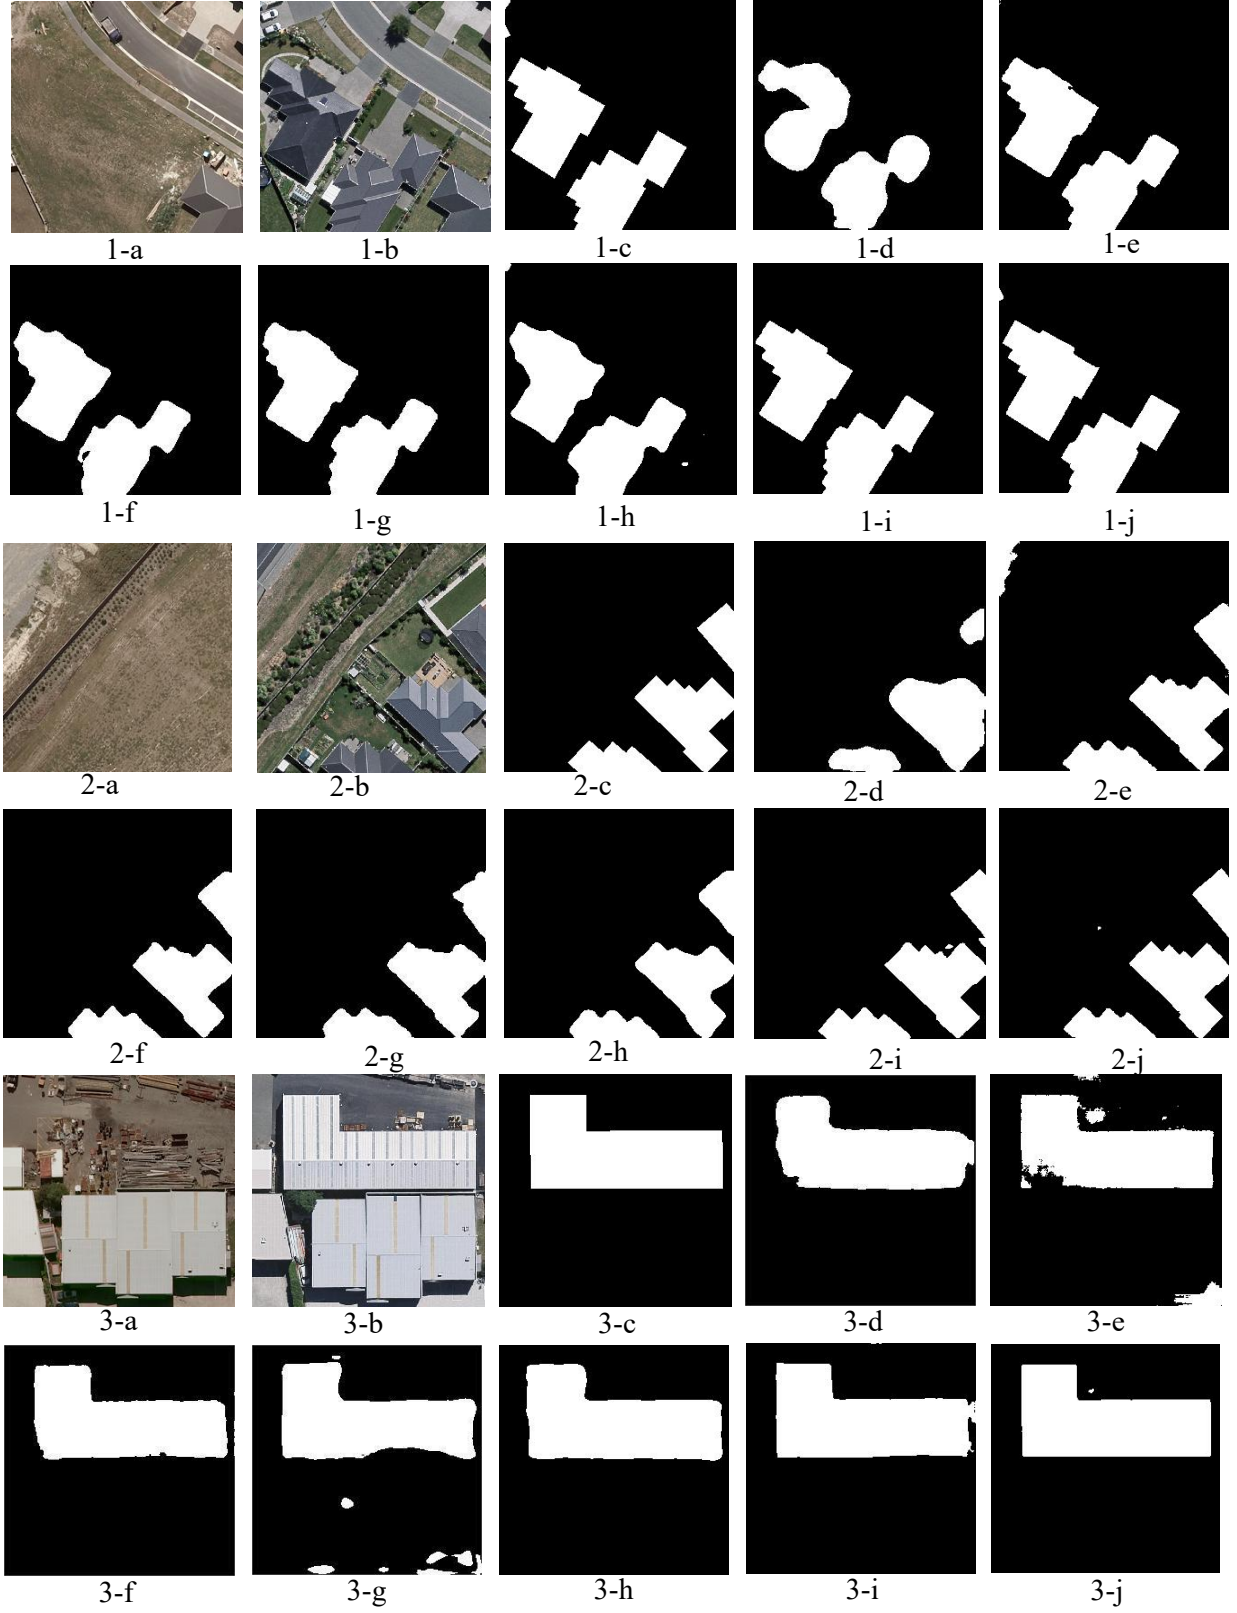 1-a 1-b 1-c 1-d 1-e
1-f 1-g 1-h 1-i 1-j
2-a 2-b 2-c 2-d 2-e
2-f 2-g 2-h 2-i 2-j
3-a 3-b 3-c 3-d 3-e
3-f 3-g 3-h 3-i 3-j